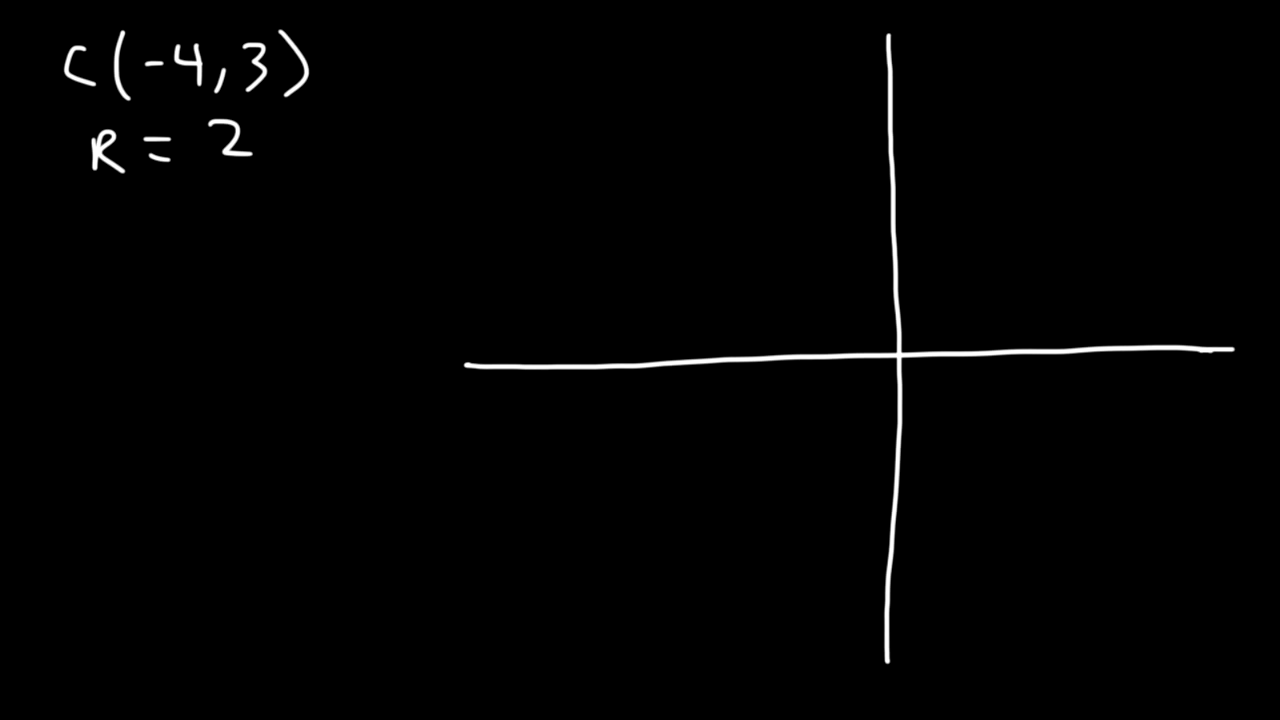 C(-4,3)
R = 2